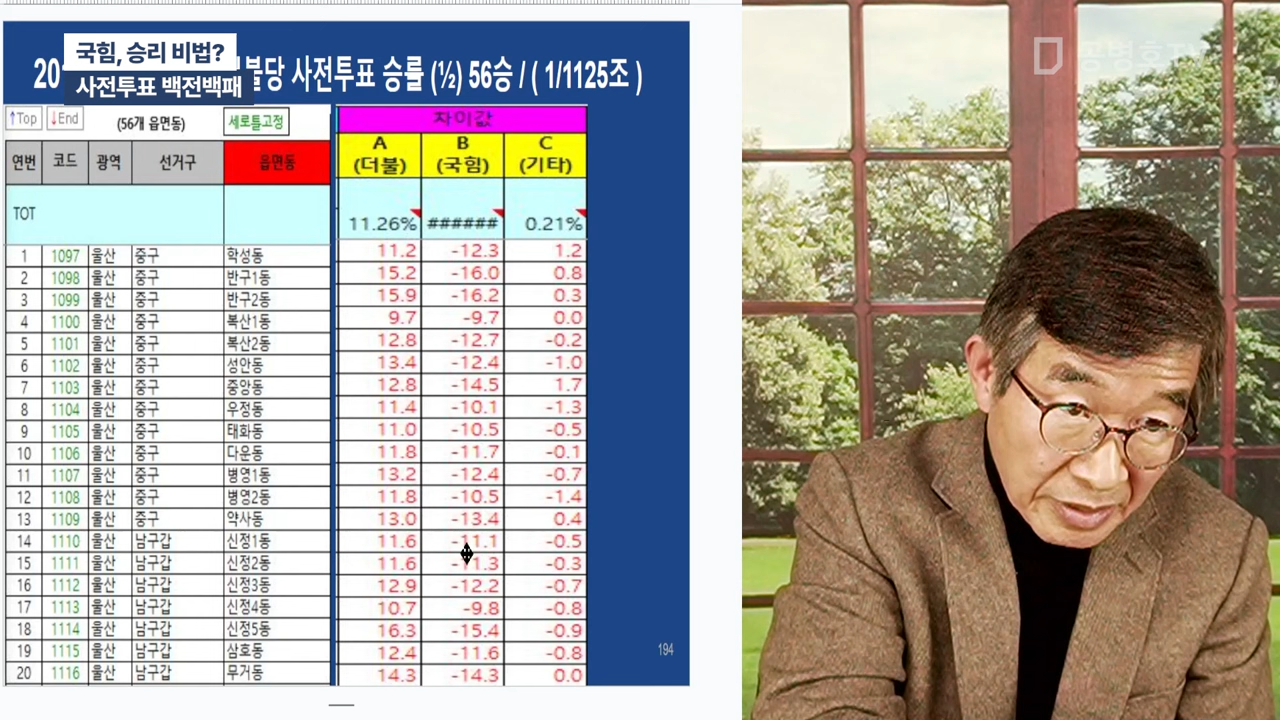 국힘, 승리 비법?
사전투표 백전백패
20 불당 사전투표 승률 (½) 56승 / ( 1/1125조 )
공병호TV
↑Top ↓End (56개 읍면동) 세로틀고정 차이값
연번 코드 광역 선거구 읍면동 A (더불) B (국힘) C (기타)
TOT 11.26% ###### 0.21%
1 1097 울산 중구 학성동 11.2 -12.3 1.2
2 1098 울산 중구 반구1동 15.2 -16.0 0.8
3 1099 울산 중구 반구2동 15.9 -16.2 0.3
4 1100 울산 중구 복산1동 9.7 -9.7 0.0
5 1101 울산 중구 복산2동 12.8 -12.7 -0.2
6 1102 울산 중구 성안동 13.4 -12.4 -1.0
7 1103 울산 중구 중앙동 12.8 -14.5 1.7
8 1104 울산 중구 우정동 11.4 -10.1 -1.3
9 1105 울산 중구 태화동 11.0 -10.5 -0.5
10 1106 울산 중구 다운동 11.8 -11.7 -0.1
11 1107 울산 중구 병영1동 13.2 -12.4 -0.7
12 1108 울산 중구 병영2동 11.8 -10.5 -1.4
13 1109 울산 중구 약사동 13.0 -13.4 0.4
14 1110 울산 남구갑 신정1동 11.6 -11.1 -0.5
15 1111 울산 남구갑 신정2동 11.6 -11.3 -0.3
16 1112 울산 남구갑 신정3동 12.9 -12.2 -0.7
17 1113 울산 남구갑 신정4동 10.7 -9.8 -0.8
18 1114 울산 남구갑 신정5동 16.3 -15.4 -0.9
19 1115 울산 남구갑 삼호동 12.4 -11.6 -0.8
20 1116 울산 남구갑 무거동 14.3 -14.3 0.0
194